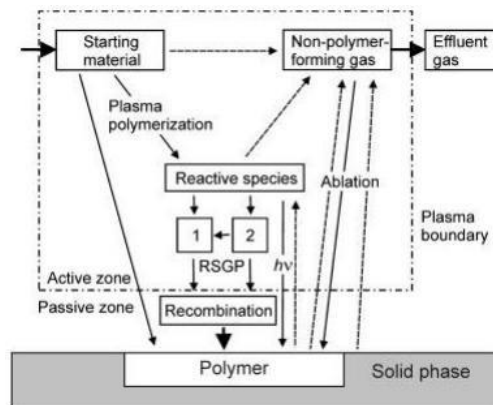 Starting
material
Non-polymer-
forming gas
Effluent
gas
Plasma
polymerization
Reactive species
Ablation
1
2
RSGP
hν
Plasma
boundary
Active zone
Passive zone
Recombination
Polymer
Solid phase